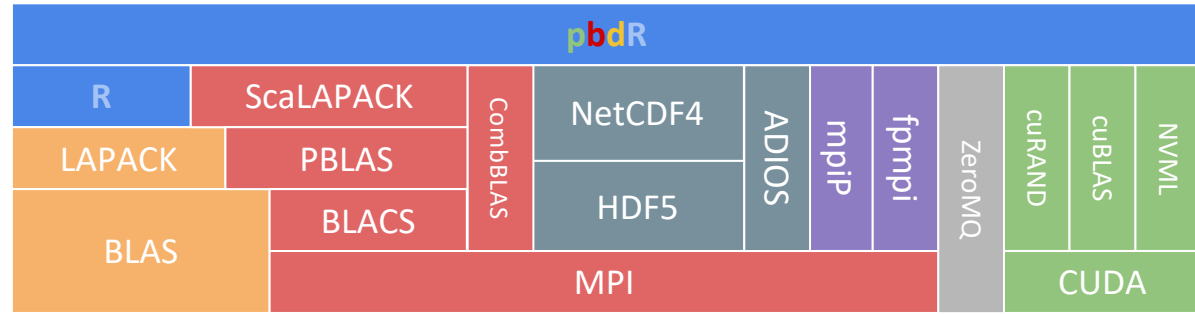 pbdR
R
ScaLAPACK
CombBLAS
NetCDF4
ADIOS
mpiP
fpmpi
ZeroMQ
cuRAND
cuBLAS
NVML
LAPACK
PBLAS
HDF5
BLAS
BLACS
MPI
CUDA